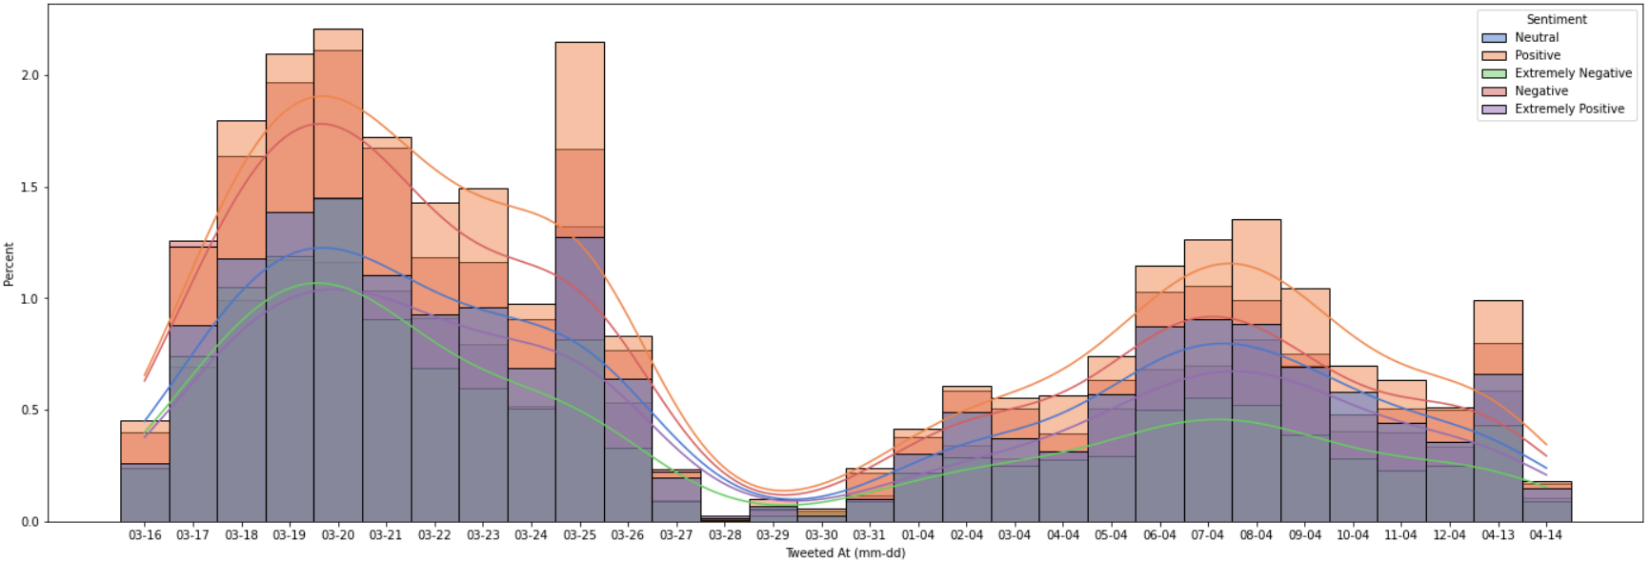 Sentiment
Neutral
Positive
Extremely Negative
Negative
Extremely Positive
2.0
1.5
1.0
0.5
0.0
Percent
03-16 03-17 03-18 03-19 03-20 03-21 03-22 03-23 03-24 03-25 03-26 03-27 03-28 03-29 03-30 03-31 01-04 02-04 03-04 04-04 05-04 06-04 07-04 08-04 09-04 10-04 11-04 12-04 04-13 04-14
Tweeted At (mm-dd)